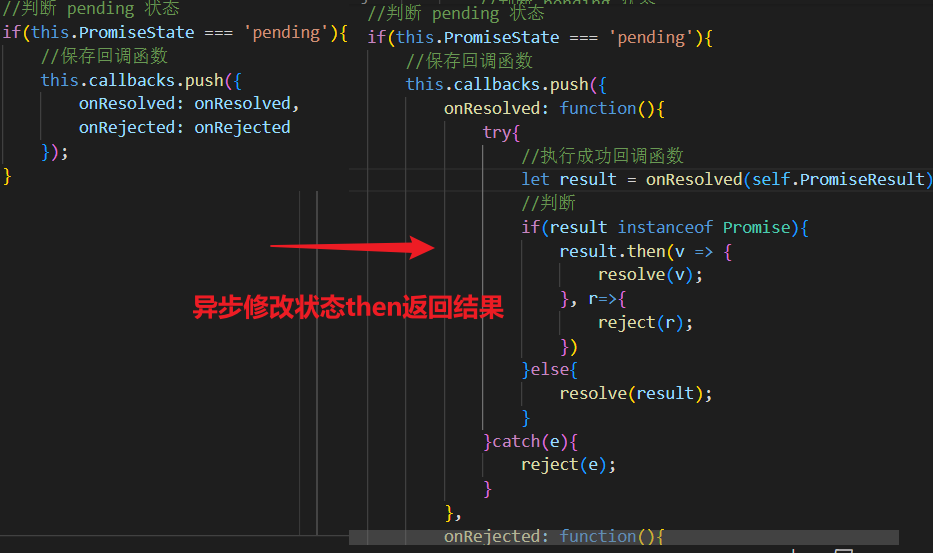 //判断 pending 状态
if(this.PromiseState === 'pending'){
//保存回调函数
this.callbacks.push({
onResolved: onResolved,
onRejected: onRejected
});
}
//判断 pending 状态
if(this.PromiseState === 'pending'){
//保存回调函数
this.callbacks.push({
onResolved: function(){
try{
//执行成功回调函数
let result = onResolved(self.PromiseResult)
//判断
if(result instanceof Promise){
result.then(v => {
resolve(v);
}, r=>{
reject(r);
})
}else{
resolve(result);
}
}catch(e){
reject(e);
}
},
onRejected: function(){
异步修改状态then返回结果